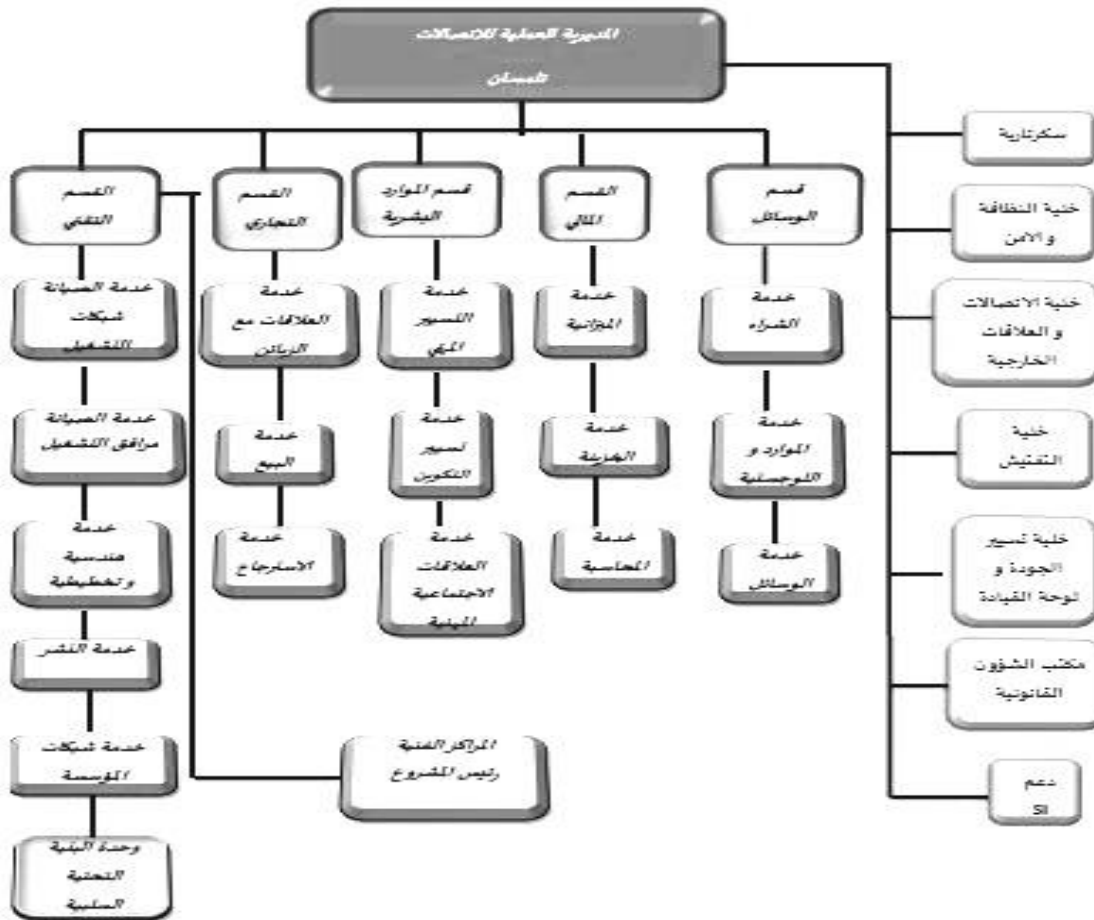 المديرية العملية للاتصالات
تلمسان
سكرتارية
خلية النظافة
و الامن
خلية الاتصالات
و العلاقات
الخارجية
خلية
التفتيش
خلية تسيير
الجودة و
لوحة القيادة
مكتب الشؤون
القانونية
دعم
SI
قسم
الوسائل
خدمة
الشراء
خدمة
الموارد و
اللوجستية
خدمة
الوسائل
القسم
المالي
خدمة
الميزانية
خدمة
الهزينة
خدمة
المحاسبة
قسم الموارد
البشرية
خدمة
التسيير
المهني
خدمة
تسيير
التكوين
خدمة
العلاقات
الاجتماعية
المهنية
القسم
التجاري
خدمة
العلاقات مع
الزبائن
خدمة
البيع
خدمة
الاسترجاع
القسم
التقني
خدمة الصيانة
شبكات
التشغيل
خدمة الصيانة
مرافق التشغيل
خدمة
هندسية
وتخطيطية
خدمة النشر
خدمة شبكات
المؤسسة
وحدة البنية
التحتية
السلبية
المراكز الفنية
رئيس المشروع